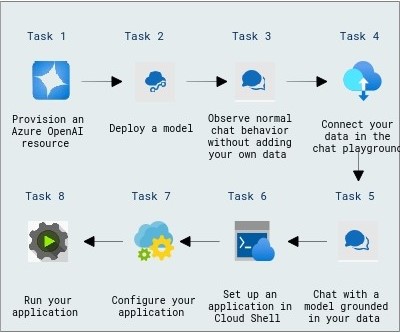 Task 1
Task 2
Task 3
Task 4
Provision an
Azure OpenAI
resource
Deploy a model
Observe normal
chat behavior
without adding
your own data
Connect your
data in the
chat playground
Task 8
Task 7
Task 6
Task 5
Run your
application
Configure your
application
Set up an
application in
Cloud Shell
Chat with a
model grounded
in your data